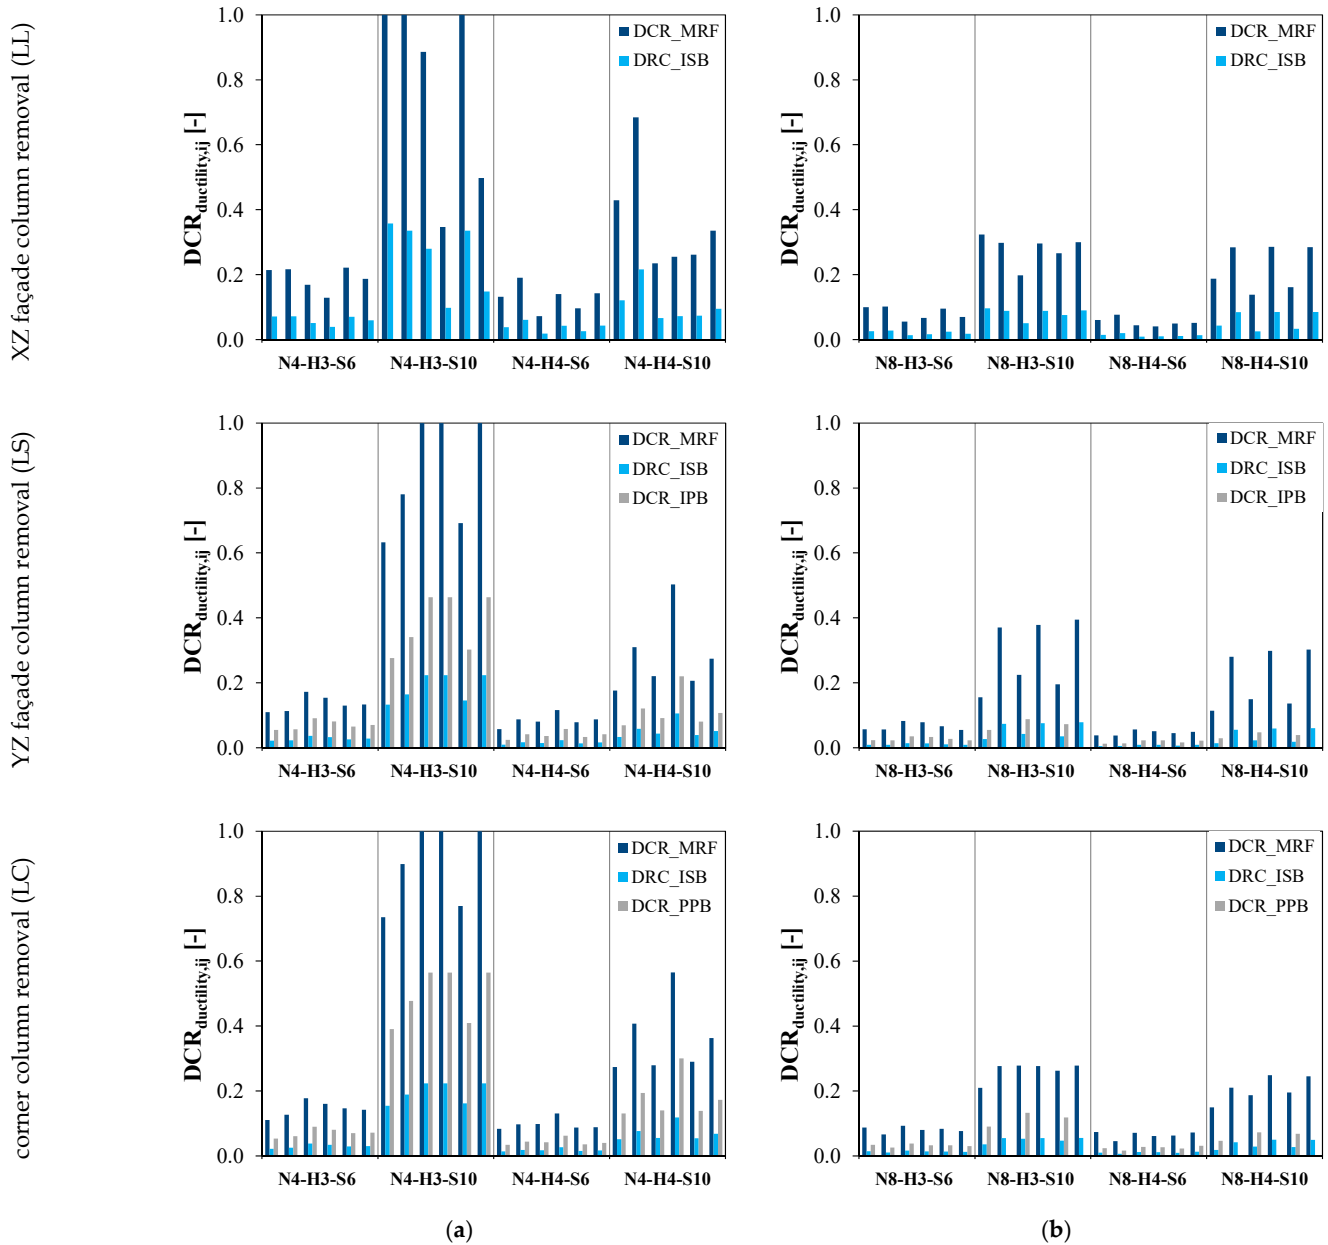 XZ façade column removal (LL)
DCR_ductility,ij [-]
1.0
0.8
0.6
0.4
0.2
0.0
DCR_MRF
DRC_ISB
N4-H3-S6 N4-H3-S10 N4-H4-S6 N4-H4-S10
DCR_ductility,ij [-]
1.0
0.8
0.6
0.4
0.2
0.0
DCR_MRF
DRC_ISB
N8-H3-S6 N8-H3-S10 N8-H4-S6 N8-H4-S10
YZ façade column removal (LS)
DCR_ductility,ij [-]
1.0
0.8
0.6
0.4
0.2
0.0
DCR_MRF
DRC_ISB
DCR_IPB
N4-H3-S6 N4-H3-S10 N4-H4-S6 N4-H4-S10
DCR_ductility,ij [-]
1.0
0.8
0.6
0.4
0.2
0.0
DCR_MRF
DRC_ISB
DCR_IPB
N8-H3-S6 N8-H3-S10 N8-H4-S6 N8-H4-S10
corner column removal (LC)
DCR_ductility,ij [-]
1.0
0.8
0.6
0.4
0.2
0.0
DCR_MRF
DRC_ISB
DCR_PPB
N4-H3-S6 N4-H3-S10 N4-H4-S6 N4-H4-S10
DCR_ductility,ij [-]
1.0
0.8
0.6
0.4
0.2
0.0
DCR_MRF
DRC_ISB
DCR_PPB
N8-H3-S6 N8-H3-S10 N8-H4-S6 N8-H4-S10
(a)
(b)